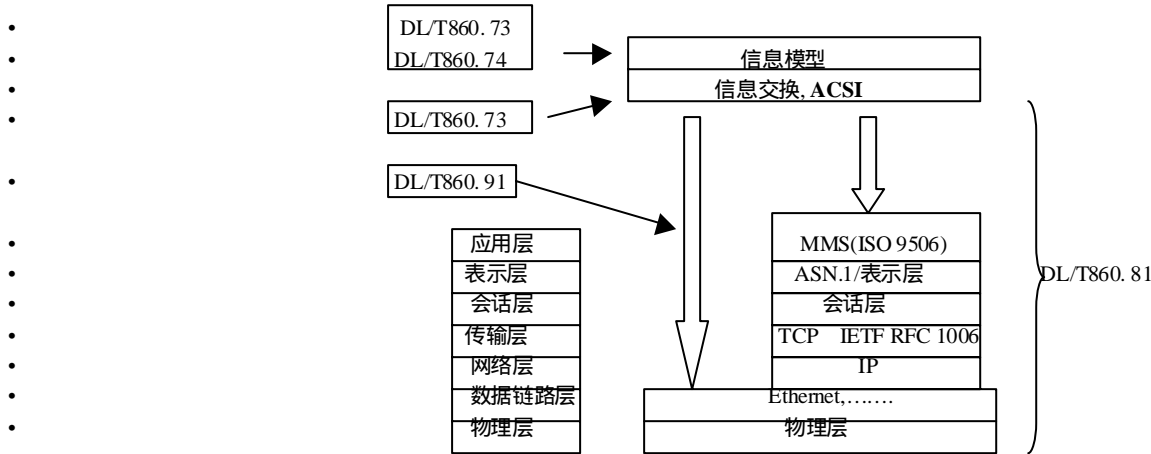 DL/T860. 73
DL/T860. 74
信息模型
信息交换, ACSI
DL/T860. 73
DL/T860. 91
应用层
MMS(ISO 9506)
表示层
ASN.1/表示层
DL/T860. 81
会话层
会话层
传输层
TCP IETF RFC 1006
网络层
IP
数据链路层
Ethernet,…….
物理层
物理层